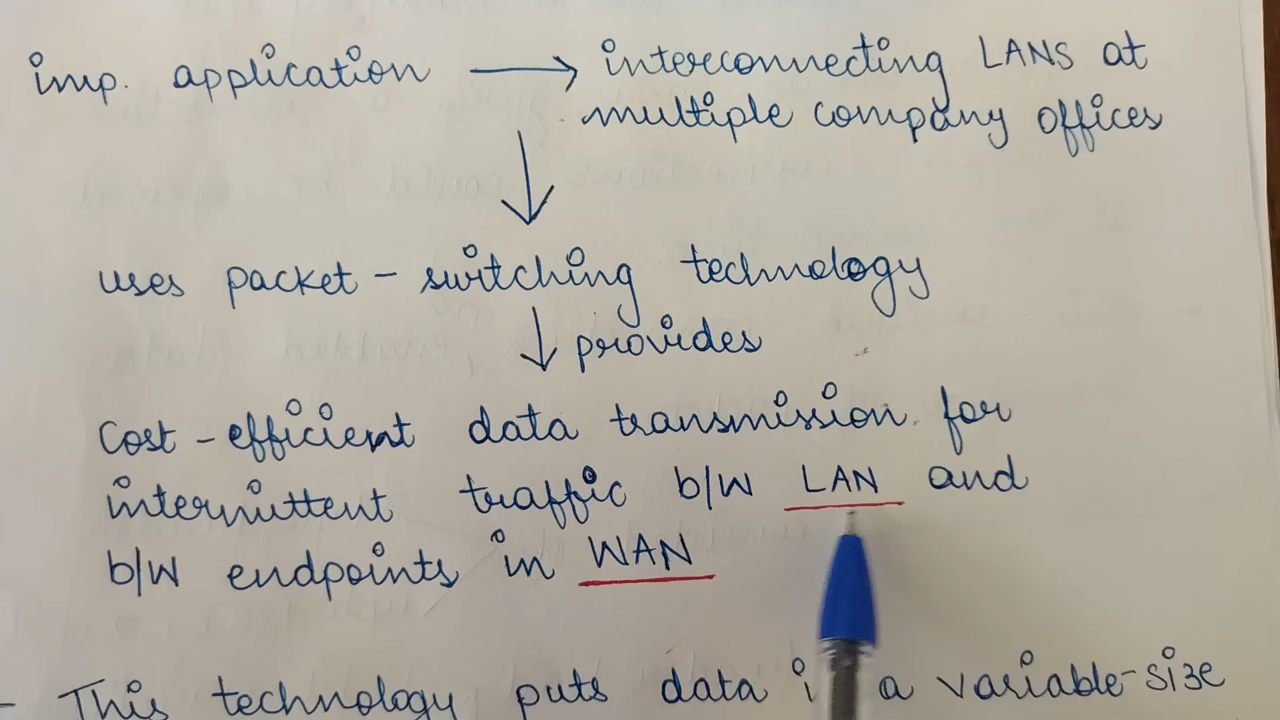 imp. application → interconnecting LANS at
multiple company offices
↓
uses packet - switching technology
↓ provides
Cost - efficient data transmission for
intermittent traffic b/w LAN and
b/w endpoints in WAN
- This technology puts data a variable-size